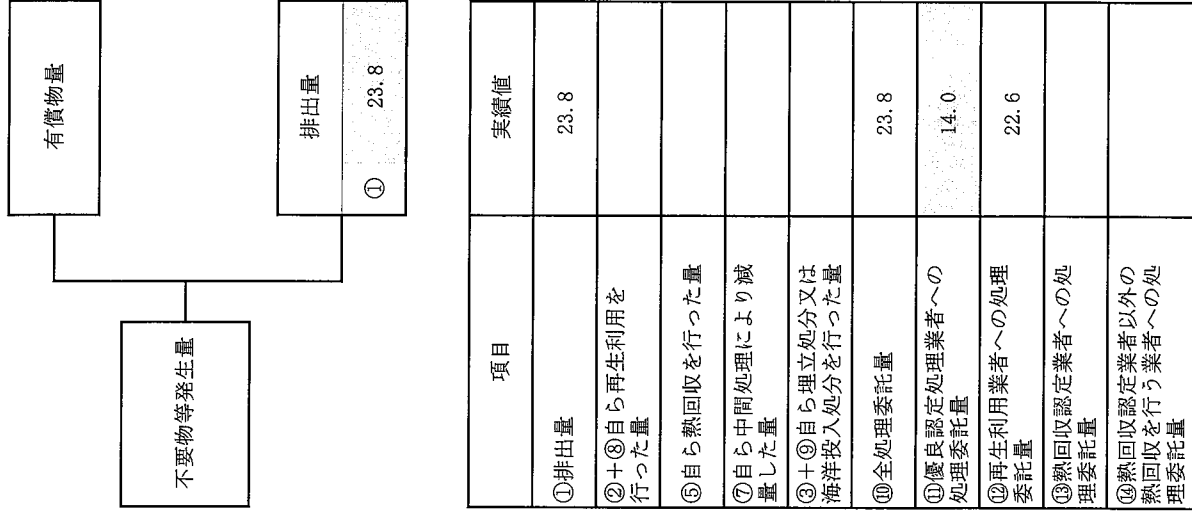 不要物等発生量
有償物量
排出量
① 23.8
項目 実績値
①排出量 23.8
②+⑧自ら再生利用を
行った量
⑤自ら熱回収を行った量
⑦自ら中間処理により減
量した量
③+⑨自ら埋立処分又は
海洋投入処分を行った量
⑩全処理委託量 23.8
⑪優良認定処理業者への
処理委託量 14.0
⑫再生利用業者への処理
委託量 22.6
⑬熱回収認定業者への処
理委託量
⑭熱回収認定業者以外の
熱回収を行う業者への処
理委託量